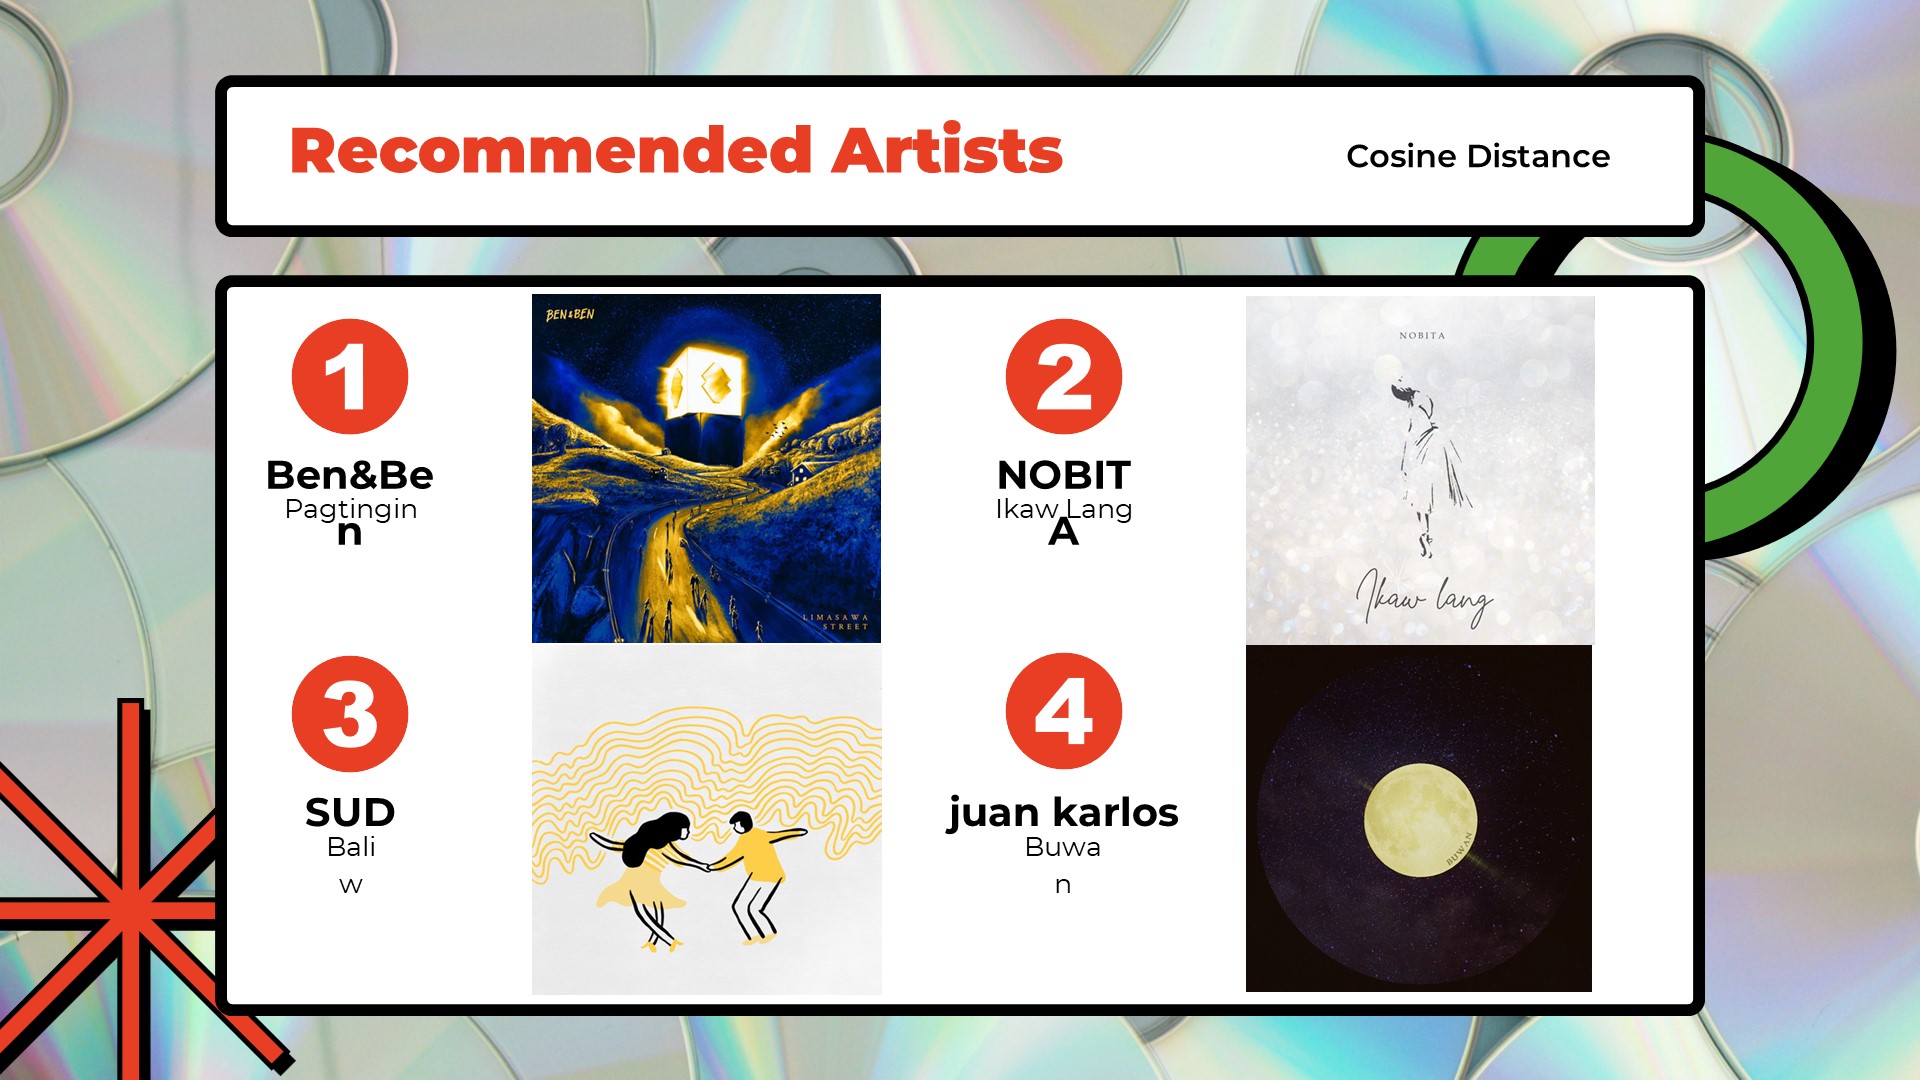 Recommended Artists
Cosine Distance
1
Ben&Be
n
Pagtingin
BEN&BEN
LIMASAWA
STREET
2
NOBIT
A
Ikaw Lang
NOBITA
Ikaw lang
3
SUD
Bali
w
4
juan karlos
Buwa
n
BUWAN